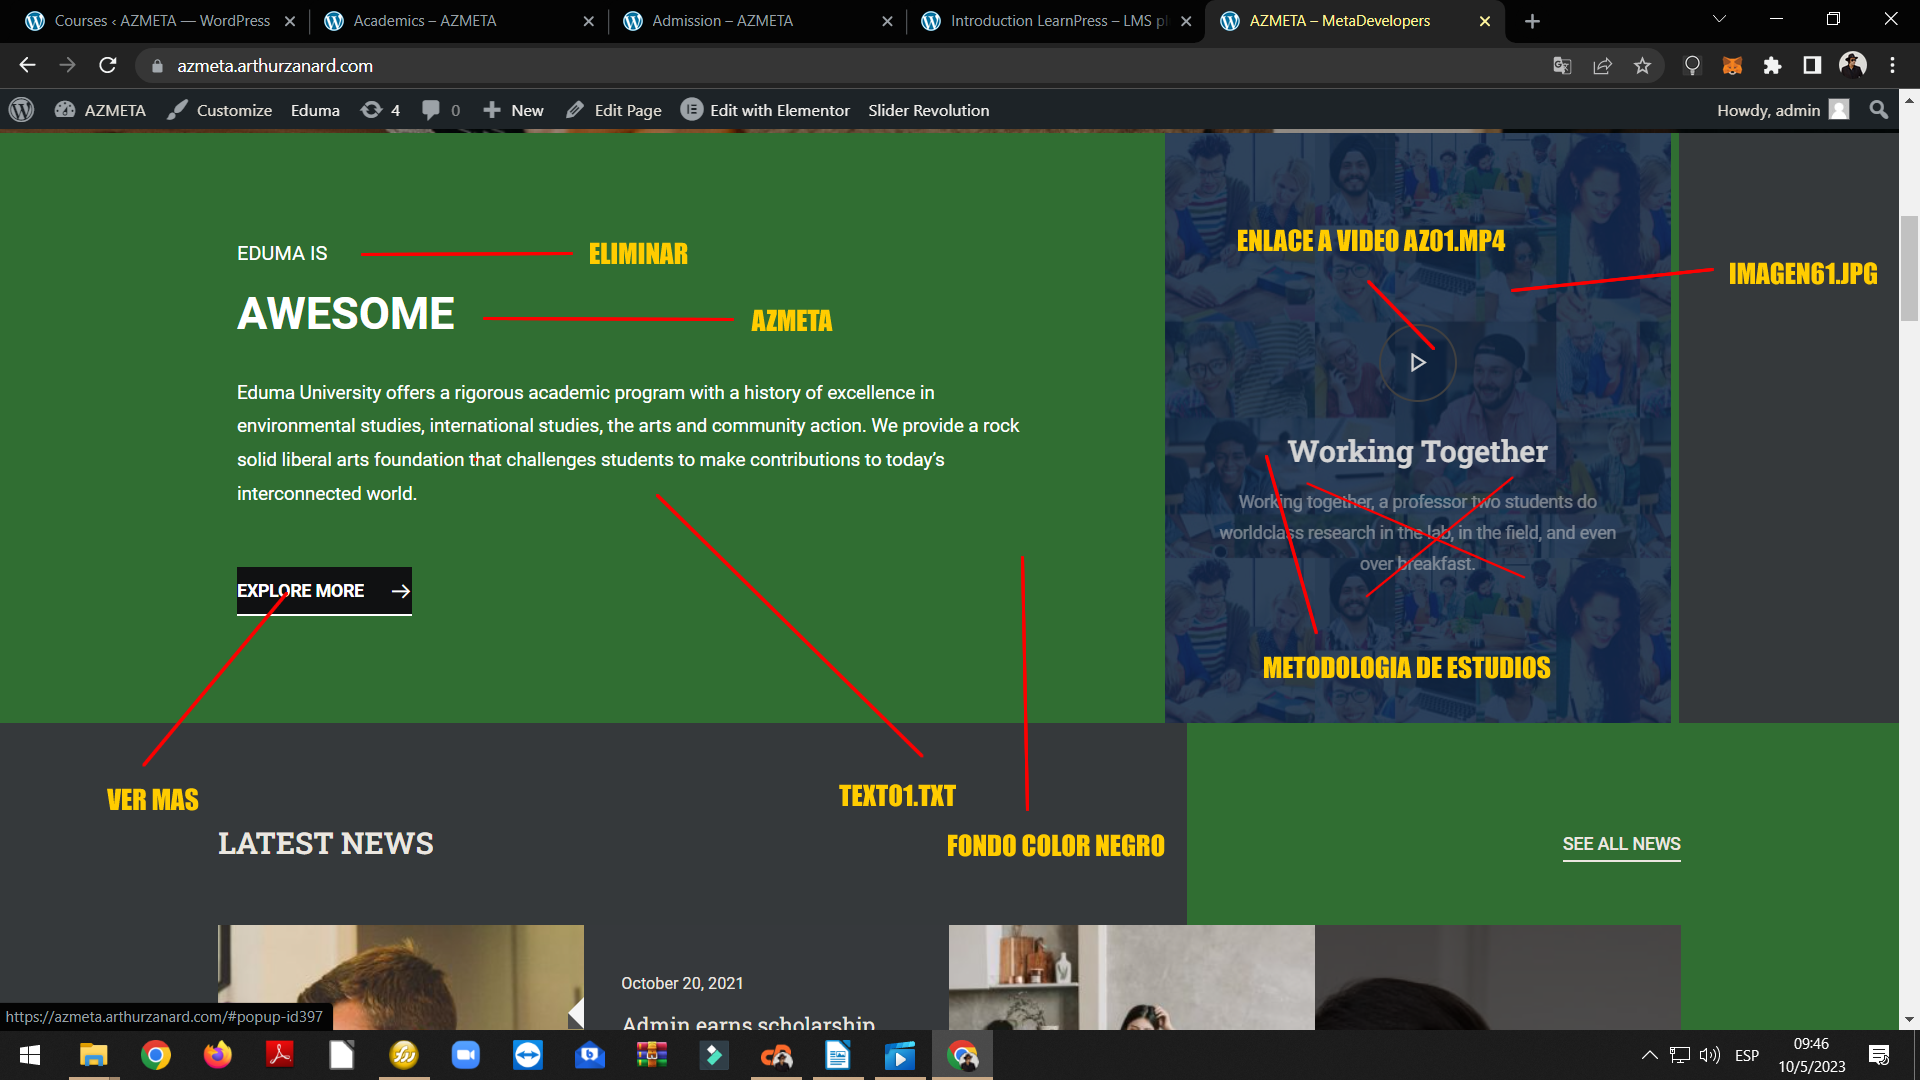 Courses ‹ AZMETA — WordPress
Academics – AZMETA
Admission – AZMETA
Introduction LearnPress – LMS pl
AZMETA – MetaDevelopers
azmeta.arthurzanard.com
AZMETA
Customize
Eduma
4
0
New
Edit Page
Edit with Elementor
Slider Revolution
Howdy, admin
EDUMA IS
ELIMINAR
AWESOME
AZMETA
Eduma University offers a rigorous academic program with a history of excellence in
environmental studies, international studies, the arts and community action. We provide a rock
solid liberal arts foundation that challenges students to make contributions to today’s
interconnected world.
EXPLORE MORE
ENLACE A VIDEO AZ01.MP4
IMAGEN61.JPG
Working Together
Working together, a professor two students do
worldclass research in the lab, in the field, and even
over breakfast.
METODOLOGIA DE ESTUDIOS
VER MAS
TEXTO1.TXT
FONDO COLOR NEGRO
LATEST NEWS
SEE ALL NEWS
October 20, 2021
Admin earns scholarship
https://azmeta.arthurzanard.com/#popup-id397
ESP
09:46
10/5/2023